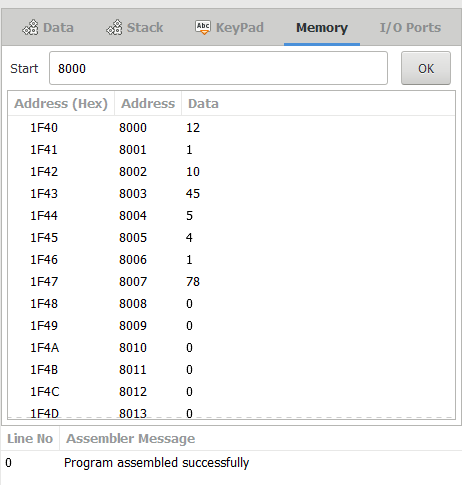 Data Stack Abc KeyPad Memory I/O Ports
Start 8000 OK
Address (Hex) Address Data
1F40 8000 12
1F41 8001 1
1F42 8002 10
1F43 8003 45
1F44 8004 5
1F45 8005 4
1F46 8006 1
1F47 8007 78
1F48 8008 0
1F49 8009 0
1F4A 8010 0
1F4B 8011 0
1F4C 8012 0
1F4D 8013 0
Line No Assembler Message
0 Program assembled successfully